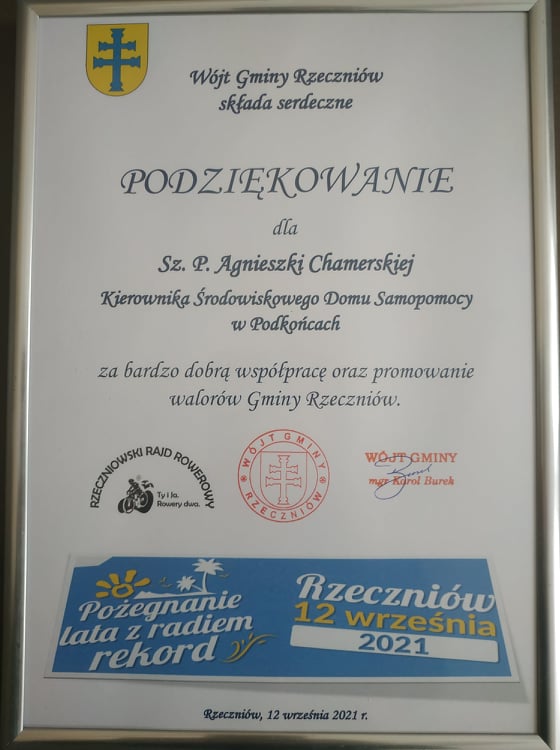 Wójt Gminy Rzeczniów
składa serdeczne
PODZIĘKOWANIE
dla
Sz. P. Agnieszki Chamerskiej
Kierownika Środowiskowego Domu Samopomocy
w Podkońcach
za bardzo dobrą współpracę oraz promowanie
walorów Gminy Rzeczniów.
RZECZNIOWSKI RAJD ROWEROWY
Ty i Ja.
Rowery dwa.
WÓJT GMINY
RZECZNIÓW
WÓJT GMINY
mgr Karol Burek
Pożegnanie
lata z radiem
rekord
Rzeczniów
12 września
2021
Rzeczniów, 12 września 2021 r.